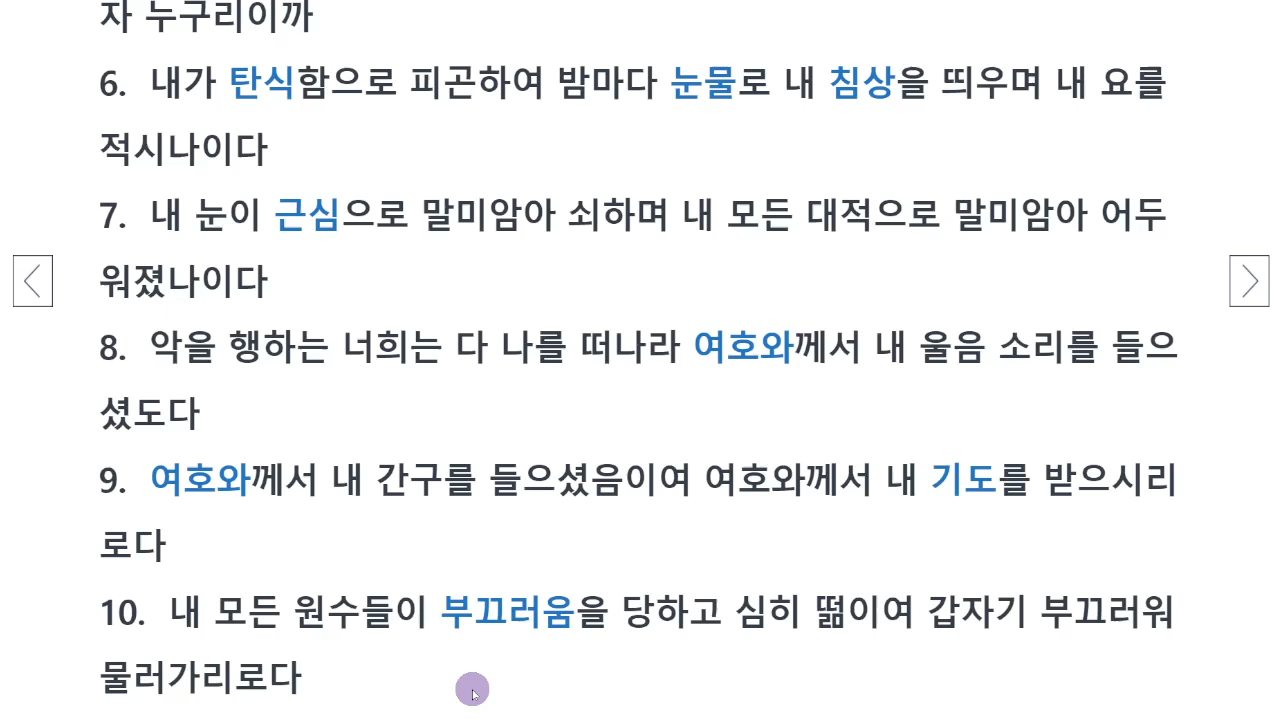 자 누구리이까
6. 내가 탄식함으로 피곤하여 밤마다 눈물로 내 침상을 띄우며 내 요를
적시나이다
7. 내 눈이 근심으로 말미암아 쇠하며 내 모든 대적으로 말미암아 어두
워졌나이다
8. 악을 행하는 너희는 다 나를 떠나라 여호와께서 내 울음 소리를 들으
셨도다
9. 여호와께서 내 간구를 들으셨음이여 여호와께서 내 기도를 받으시리
로다
10. 내 모든 원수들이 부끄러움을 당하고 심히 떫이여 갑자기 부끄러워
물러가리로다